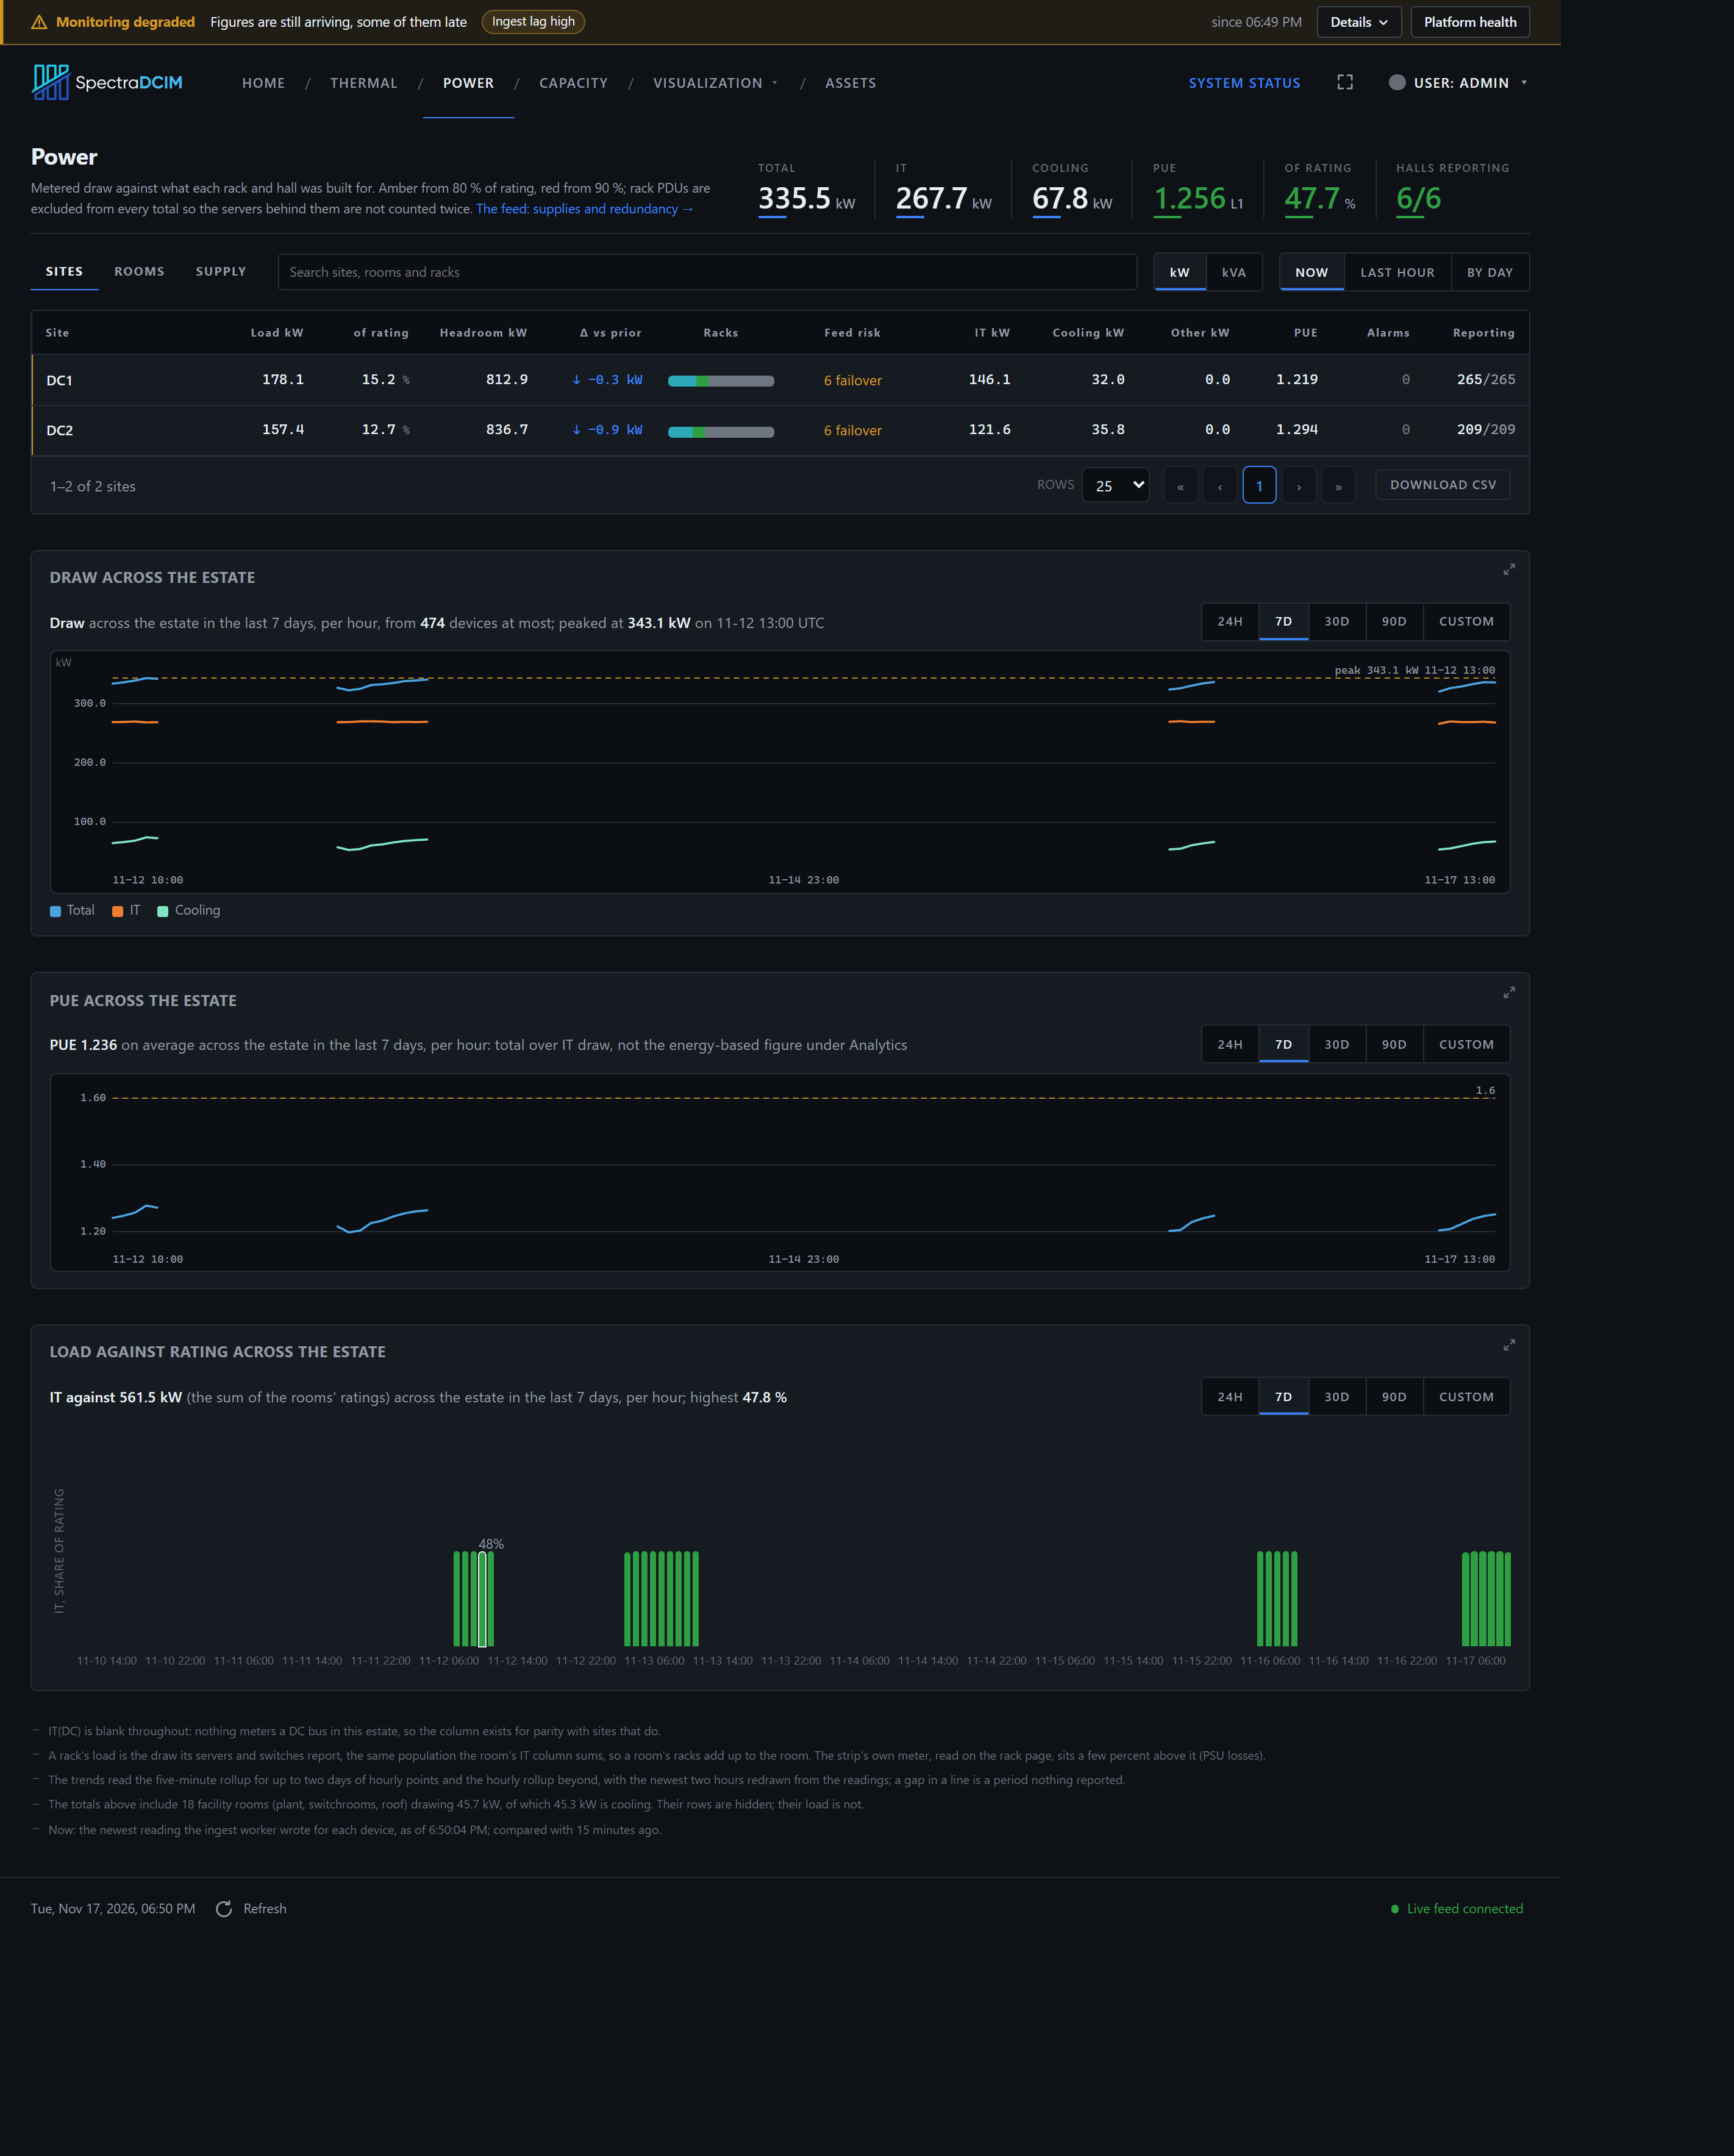 Monitoring degraded Figures are still arriving, some of them late Ingest lag high since 06:49 PM Details Platform health
SpectraDCIM HOME / THERMAL / POWER / CAPACITY / VISUALIZATION / ASSETS SYSTEM STATUS USER: ADMIN
Power
Metered draw against what each rack and hall was built for. Amber from 80 % of rating, red from 90 %; rack PDUs are
excluded from every total so the servers behind them are not counted twice. The feed: supplies and redundancy →
TOTAL IT COOLING PUE OF RATING HALLS REPORTING
335.5 kW 267.7 kW 67.8 kW 1.256 L1 47.7 % 6/6
SITES ROOMS SUPPLY Search sites, rooms and racks kW kVA NOW LAST HOUR BY DAY
Site Load kW of rating Headroom kW Δ vs prior Racks Feed risk IT kW Cooling kW Other kW PUE Alarms Reporting
DC1 178.1 15.2 % 812.9 ↓ −0.3 kW 6 failover 146.1 32.0 0.0 1.219 0 265/265
DC2 157.4 12.7 % 836.7 ↓ −0.9 kW 6 failover 121.6 35.8 0.0 1.294 0 209/209
1–2 of 2 sites ROWS 25 « ‹ 1 › » DOWNLOAD CSV
DRAW ACROSS THE ESTATE
Draw across the estate in the last 7 days, per hour, from 474 devices at most; peaked at 343.1 kW on 11-12 13:00 UTC
24H 7D 30D 90D CUSTOM
kW
peak 343.1 kW 11-12 13:00
300.0
200.0
100.0
11-12 10:00 11-14 23:00 11-17 13:00
Total IT Cooling
PUE ACROSS THE ESTATE
PUE 1.236 on average across the estate in the last 7 days, per hour: total over IT draw, not the energy-based figure under Analytics
24H 7D 30D 90D CUSTOM
1.6
1.60
1.40
1.20
11-12 10:00 11-14 23:00 11-17 13:00
LOAD AGAINST RATING ACROSS THE ESTATE
IT against 561.5 kW (the sum of the rooms' ratings) across the estate in the last 7 days, per hour; highest 47.8 %
24H 7D 30D 90D CUSTOM
IT, SHARE OF RATING
48%
11-10 14:00 11-10 22:00 11-11 06:00 11-11 14:00 11-11 22:00 11-12 06:00 11-12 14:00 11-12 22:00 11-13 06:00 11-13 14:00 11-13 22:00 11-14 06:00 11-14 14:00 11-14 22:00 11-15 06:00 11-15 14:00 11-15 22:00 11-16 06:00 11-16 14:00 11-16 22:00 11-17 06:00
– IT(DC) is blank throughout: nothing meters a DC bus in this estate, so the column exists for parity with sites that do.
– A rack's load is the draw its servers and switches report, the same population the room's IT column sums, so a room's racks add up to the room. The strip's own meter, read on the rack page, sits a few percent above it (PSU losses).
– The trends read the five-minute rollup for up to two days of hourly points and the hourly rollup beyond, with the newest two hours redrawn from the readings; a gap in a line is a period nothing reported.
– The totals above include 18 facility rooms (plant, switchrooms, roof) drawing 45.7 kW, of which 45.3 kW is cooling. Their rows are hidden; their load is not.
– Now: the newest reading the ingest worker wrote for each device, as of 6:50:04 PM; compared with 15 minutes ago.
Tue, Nov 17, 2026, 06:50 PM Refresh Live feed connected